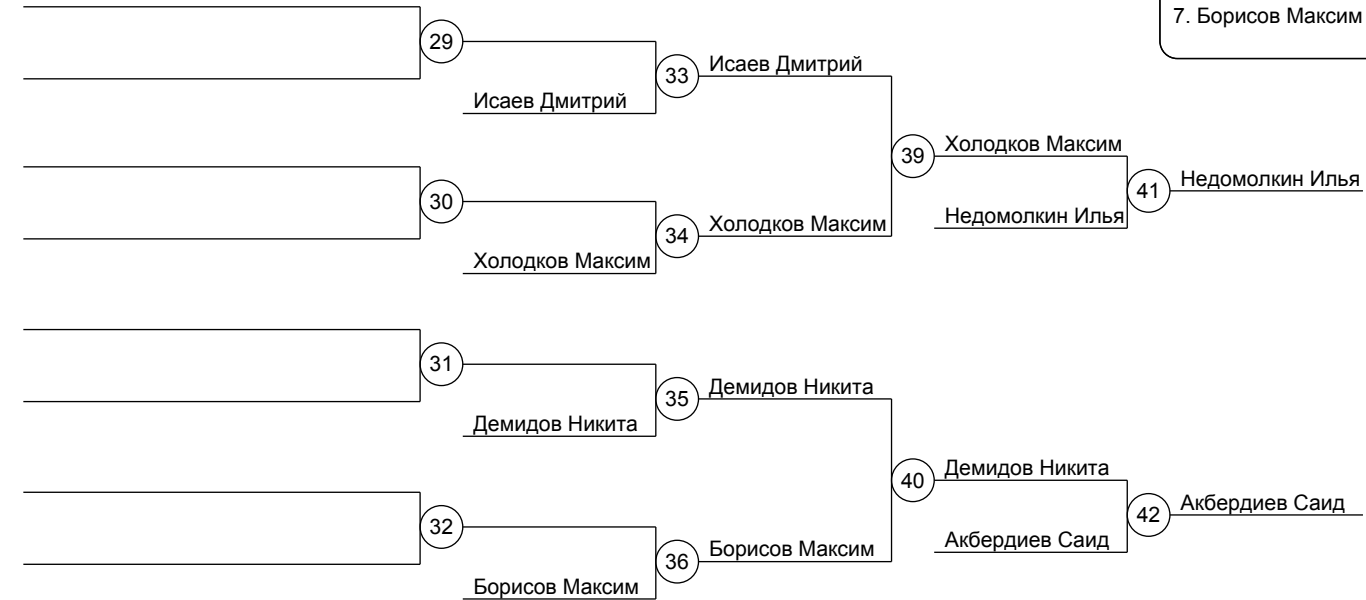 7. Борисов Максим
29
33
Исаев Дмитрий
Исаев Дмитрий
39
Холодков Максим
41
Недомолкин Илья
30
Недомолкин Илья
34
Холодков Максим
Холодков Максим
31
35
Демидов Никита
Демидов Никита
40
Демидов Никита
42
Акбердиев Саид
32
Акбердиев Саид
36
Борисов Максим
Борисов Максим